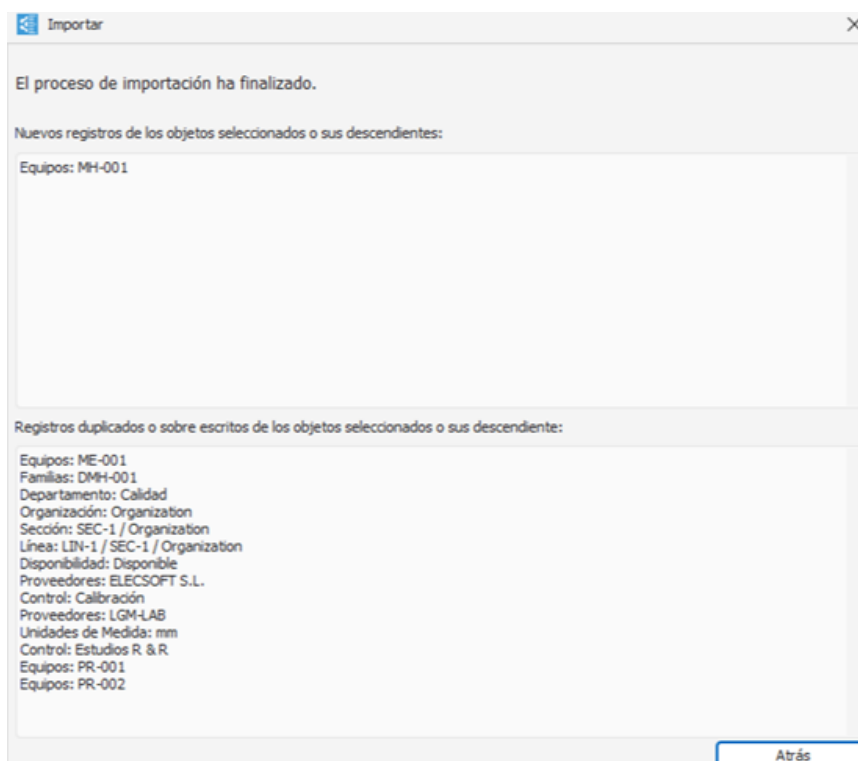 Importar
El proceso de importación ha finalizado.
Nuevos registros de los objetos seleccionados o sus descendientes:
Equipos: MH-001
Registros duplicados o sobre escritos de los objetos seleccionados o sus descendiente:
Equipos: ME-001
Familias: DMH-001
Departamento: Calidad
Organización: Organization
Sección: SEC-1 / Organization
Línea: LIN-1 / SEC-1 / Organization
Disponibilidad: Disponible
Proveedores: ELECSOFT S.L.
Control: Calibración
Proveedores: LGM-LAB
Unidades de Medida: mm
Control: Estudios R & R
Equipos: PR-001
Equipos: PR-002
Atrás